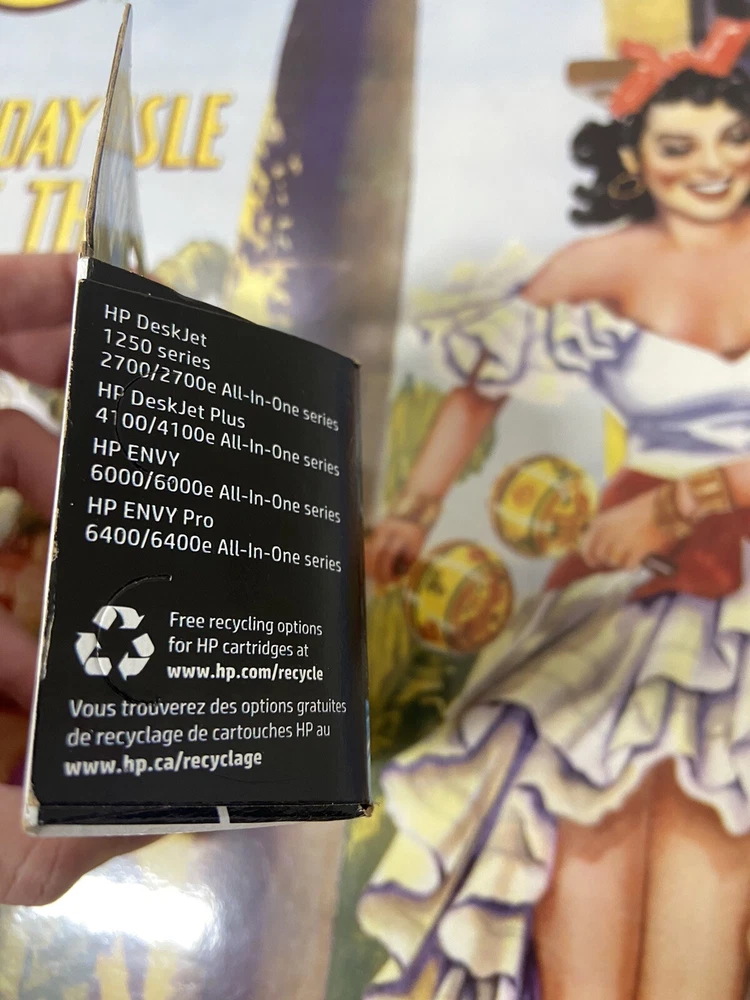 DAY ISLE
HP DeskJet
1250 series
2700/2700e All-In-One series
HP DeskJet Plus
4100/4100e All-In-One series
HP ENVY
6000/6000e All-In-One series
HP ENVY Pro
6400/6400e All-In-One series
Free recycling options
for HP cartridges at
www.hp.com/recycle
Vous trouverez des options gratuites
de recyclage de cartouches HP au
www.hp.ca/recyclage